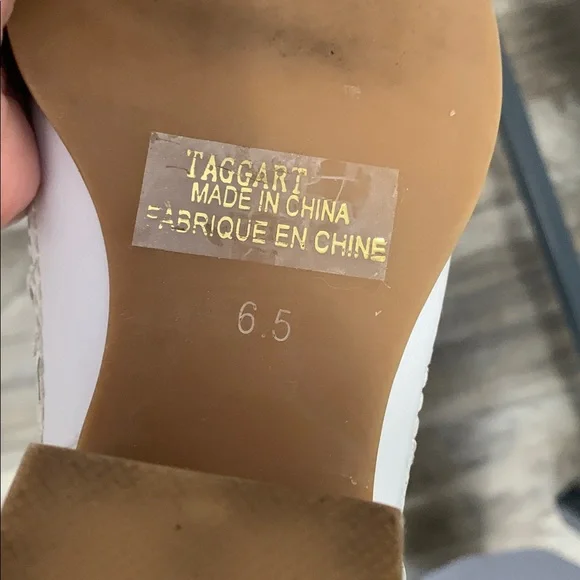 TAGGART
MADE IN CHINA
FABRIQUE EN CHINE
6.5